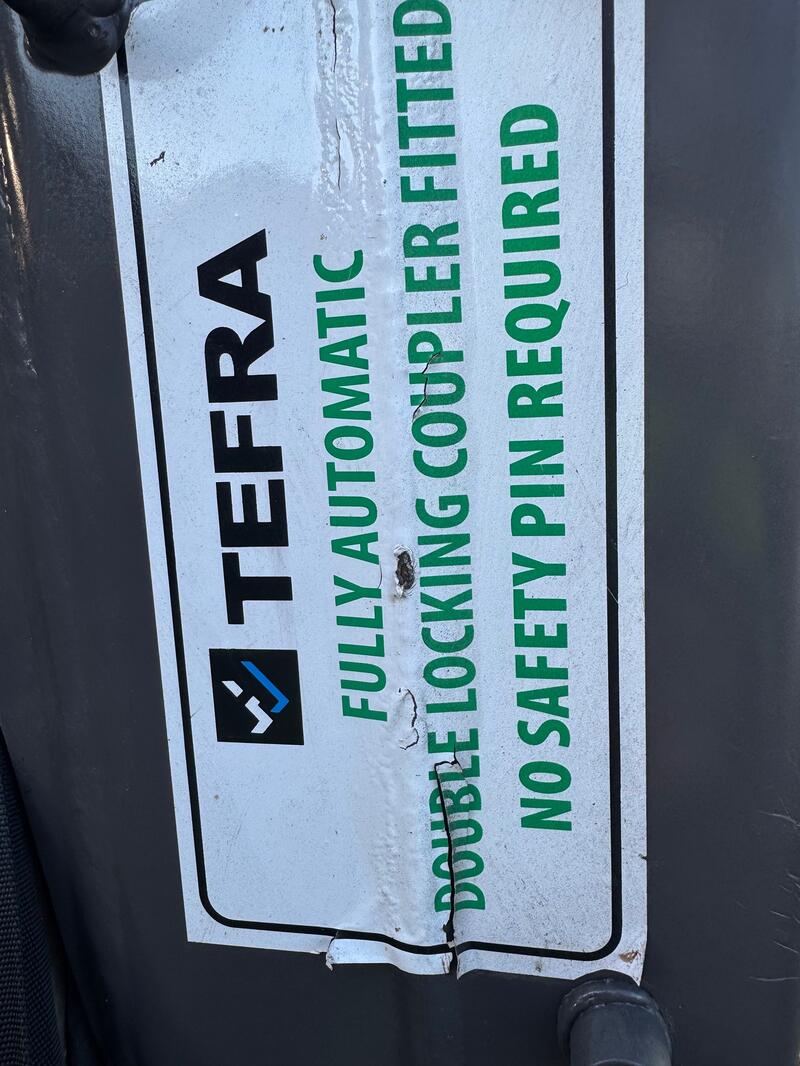 TEFRA
FULLY AUTOMATIC
DOUBLE LOCKING COUPLER FITTED
NO SAFETY PIN REQUIRED